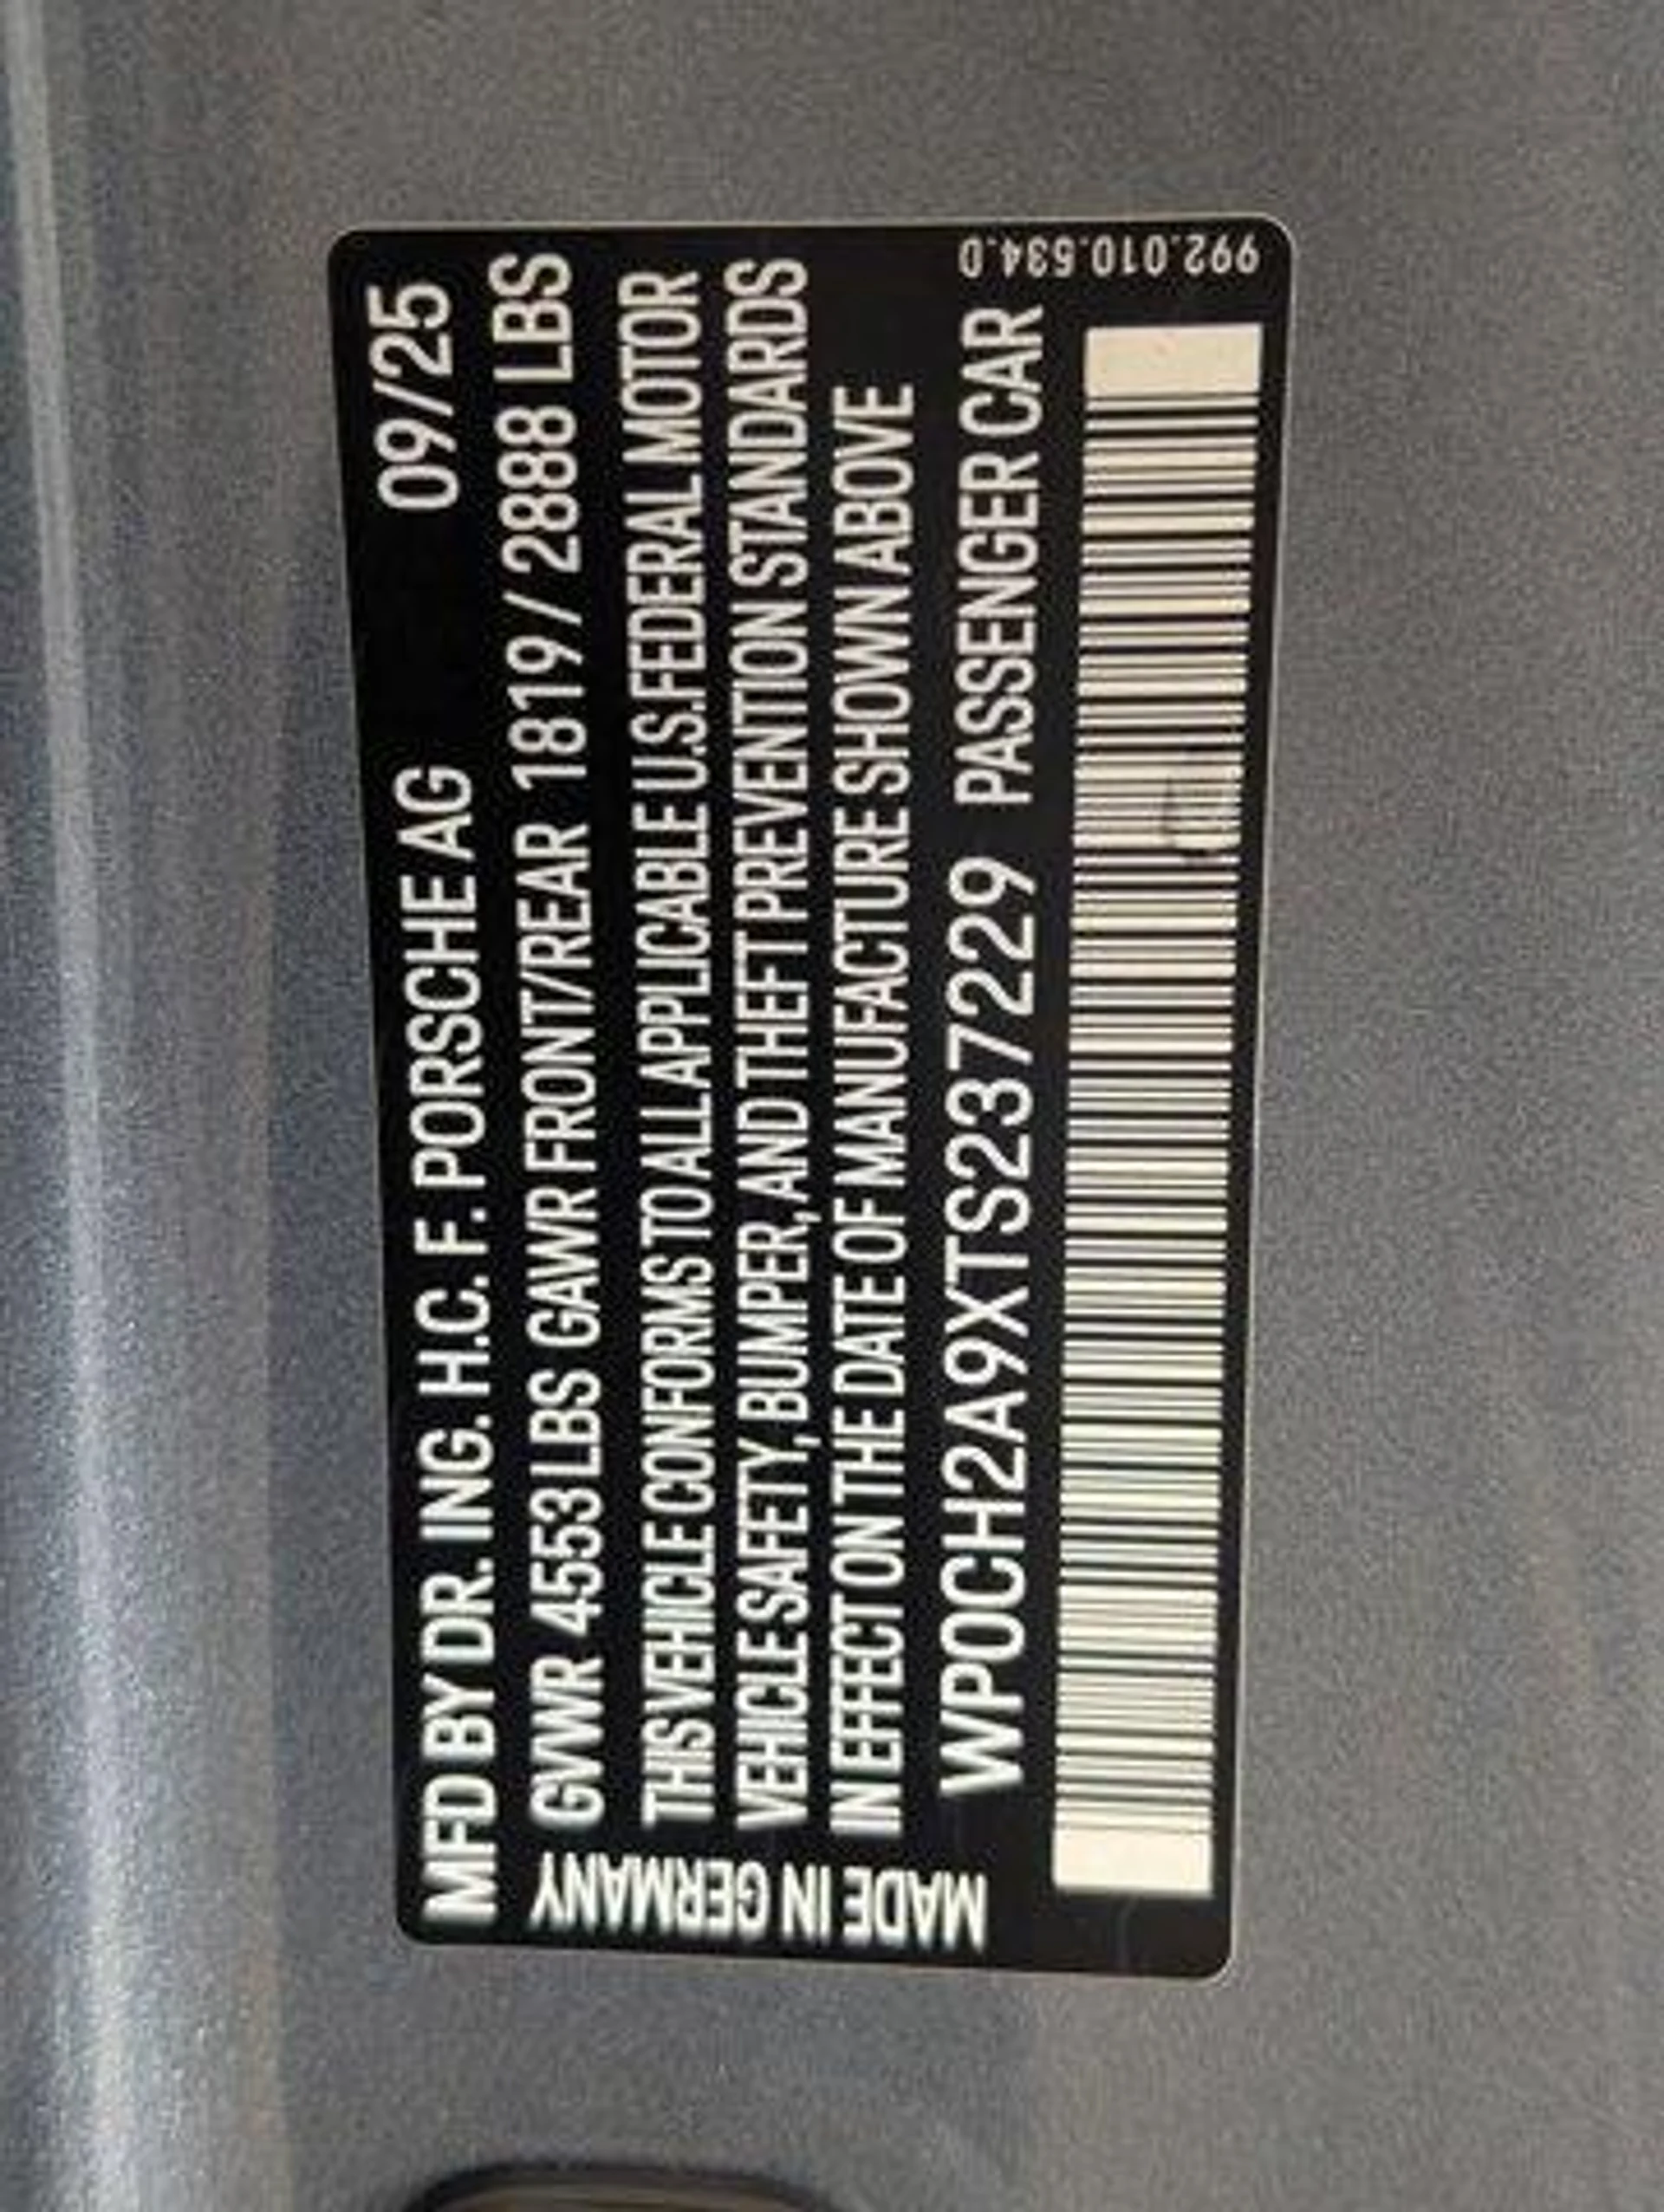 MFD BY DR. ING. H.C. F. PORSCHE AG 09/25
GVWR 4553 LBS GAWR FRONT/REAR 1819 / 2888 LBS
THIS VEHICLE CONFORMS TO ALL APPLICABLE U.S. FEDERAL MOTOR
VEHICLE SAFETY, BUMPER, AND THEFT PREVENTION STANDARDS
IN EFFECT ON THE DATE OF MANUFACTURE SHOWN ABOVE
WP0CH2A9XTS237229 PASSENGER CAR
MADE IN GERMANY
992.010.534.0